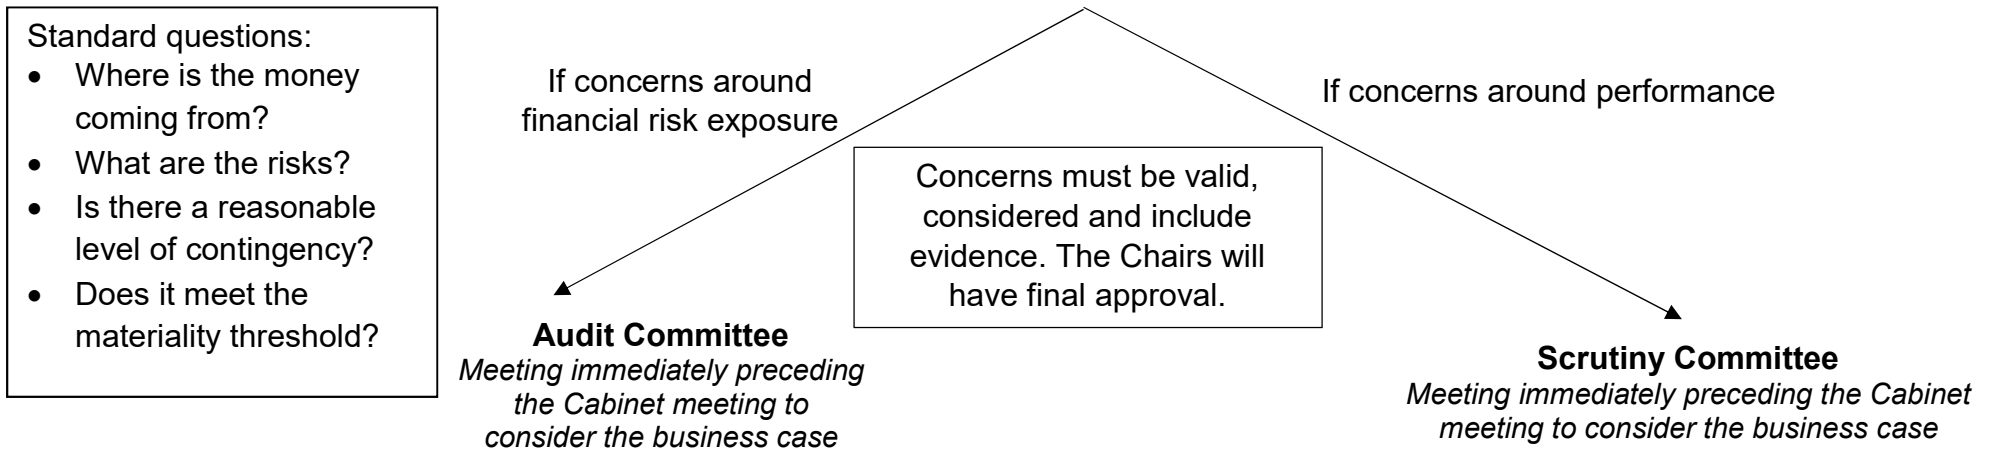 Standard questions:
• Where is the money
coming from?
• What are the risks?
• Is there a reasonable
level of contingency?
• Does it meet the
materiality threshold?
If concerns around
financial risk exposure
If concerns around performance
Concerns must be valid,
considered and include
evidence. The Chairs will
have final approval.
Audit Committee
Meeting immediately preceding
the Cabinet meeting to
consider the business case
Scrutiny Committee
Meeting immediately preceding the Cabinet
meeting to consider the business case